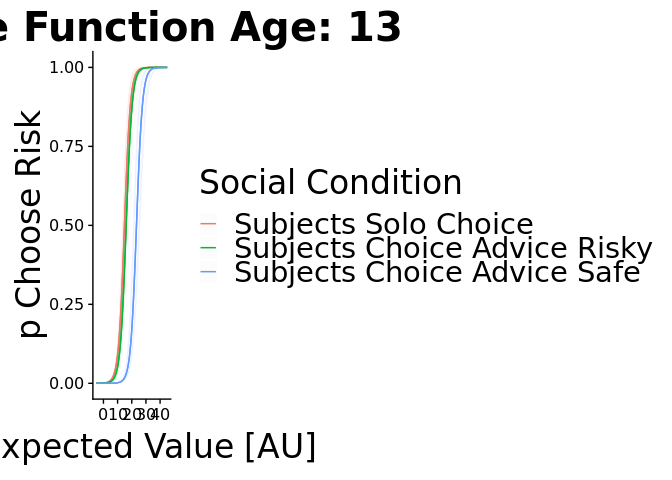 e Function Age: 13
1.00
0.75
0.50
0.25
0.00
p Choose Risk
0 10 20 30 40
xpected Value [AU]
Social Condition
Subjects Solo Choice
Subjects Choice Advice Risky
Subjects Choice Advice Safe